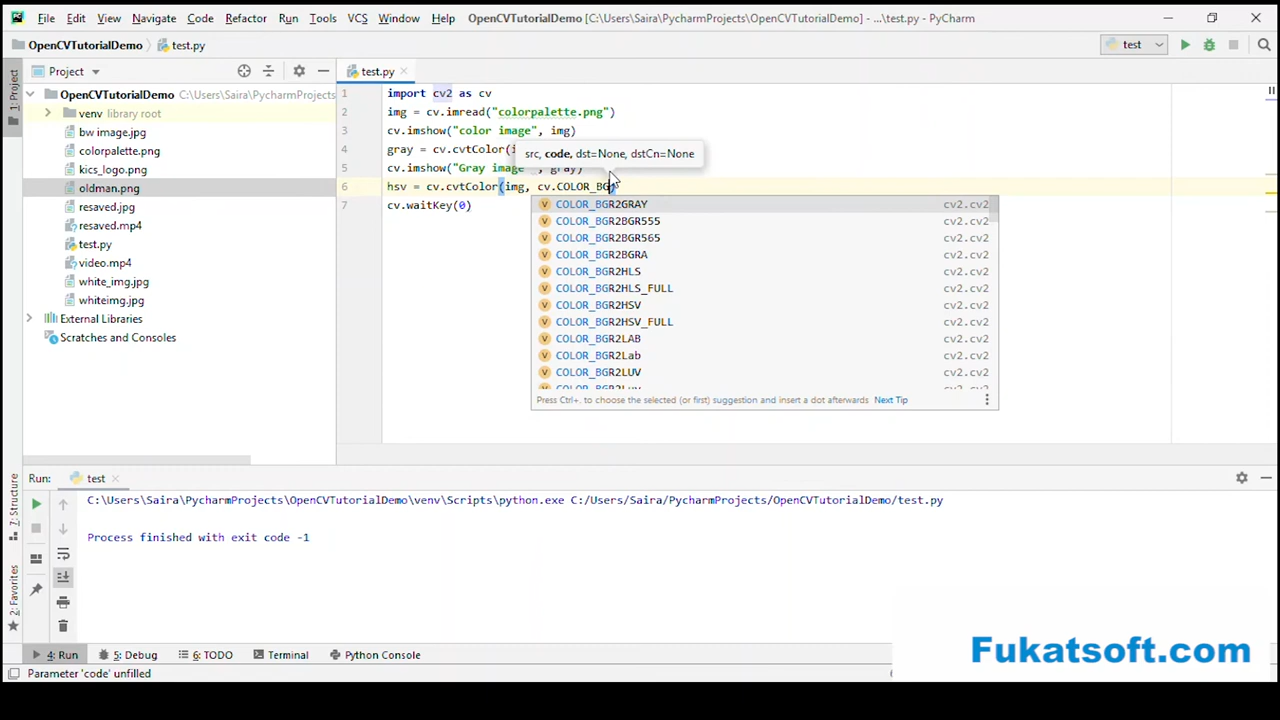 File Edit View Navigate Code Refactor Run Tools VCS Window Help OpenCVTutorialDemo [C:\Users\Saira\PycharmProjects\OpenCVTutorialDemo] - ...\test.py - PyCharm
OpenCVTutorialDemo test.py
test
Project
test.py
1: Project
OpenCVTutorialDemo C:\Users\Saira\PycharmProjects
venv library root
bw image.jpg
colorpalette.png
kics_logo.png
oldman.png
resaved.jpg
resaved.mp4
test.py
video.mp4
white_img.jpg
whiteimg.jpg
External Libraries
Scratches and Consoles
1 import cv2 as cv
2 img = cv.imread("colorpalette.png")
3 cv.imshow("color image", img)
4 gray = cv.cvtColor(i
src, code, dst=None, dstCn=None
5 cv.imshow("Gray image", gray)
6 hsv = cv.cvtColor(img, cv.COLOR_BG)
7 cv.waitKey(0)
COLOR_BGR2GRAY cv2.cv2
COLOR_BGR2BGR555 cv2.cv2
COLOR_BGR2BGR565 cv2.cv2
COLOR_BGR2BGRA cv2.cv2
COLOR_BGR2HLS cv2.cv2
COLOR_BGR2HLS_FULL cv2.cv2
COLOR_BGR2HSV cv2.cv2
COLOR_BGR2HSV_FULL cv2.cv2
COLOR_BGR2LAB cv2.cv2
COLOR_BGR2Lab cv2.cv2
COLOR_BGR2LUV cv2.cv2
COLOR_BGR2Luv cv2.cv2
Press Ctrl+. to choose the selected (or first) suggestion and insert a dot afterwards Next Tip
Run: test
7: Structure
2: Favorites
C:\Users\Saira\PycharmProjects\OpenCVTutorialDemo\venv\Scripts\python.exe C:/Users/Saira/PycharmProjects/OpenCVTutorialDemo/test.py
Process finished with exit code -1
4: Run 5: Debug 6: TODO Terminal Python Console
Fukatsoft.com
Parameter 'code' unfilled